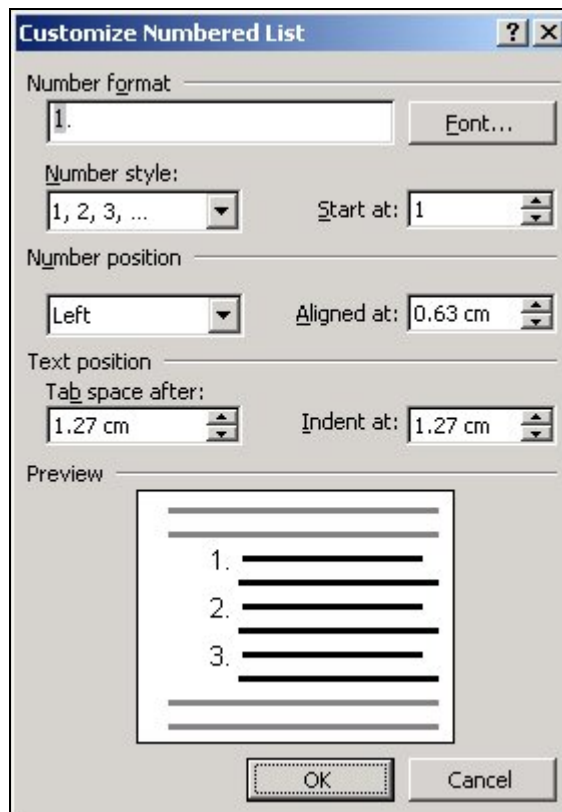 Customize Numbered List
Number format
1.
Font...
Number style:
1, 2, 3, ...
Start at: 1
Number position
Left
Aligned at: 0.63 cm
Text position
Tab space after:
1.27 cm
Indent at: 1.27 cm
Preview
1.
2.
3.
OK
Cancel